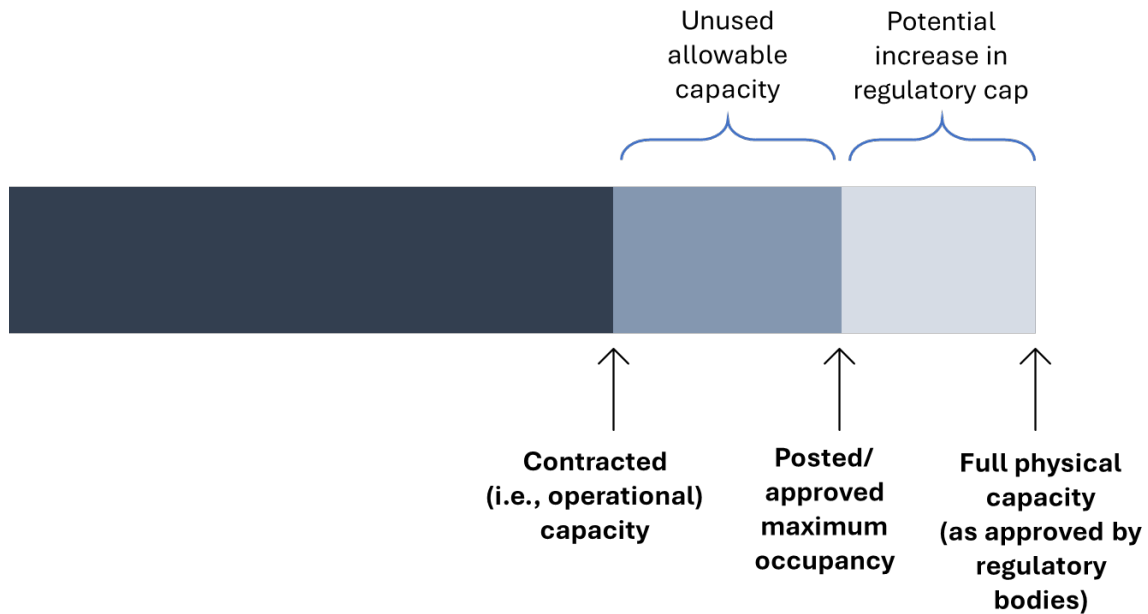 Unused
allowable
capacity
Potential
increase in
regulatory cap
Contracted
(i.e., operational)
capacity
Posted/
approved
maximum
occupancy
Full physical
capacity
(as approved by
regulatory
bodies)